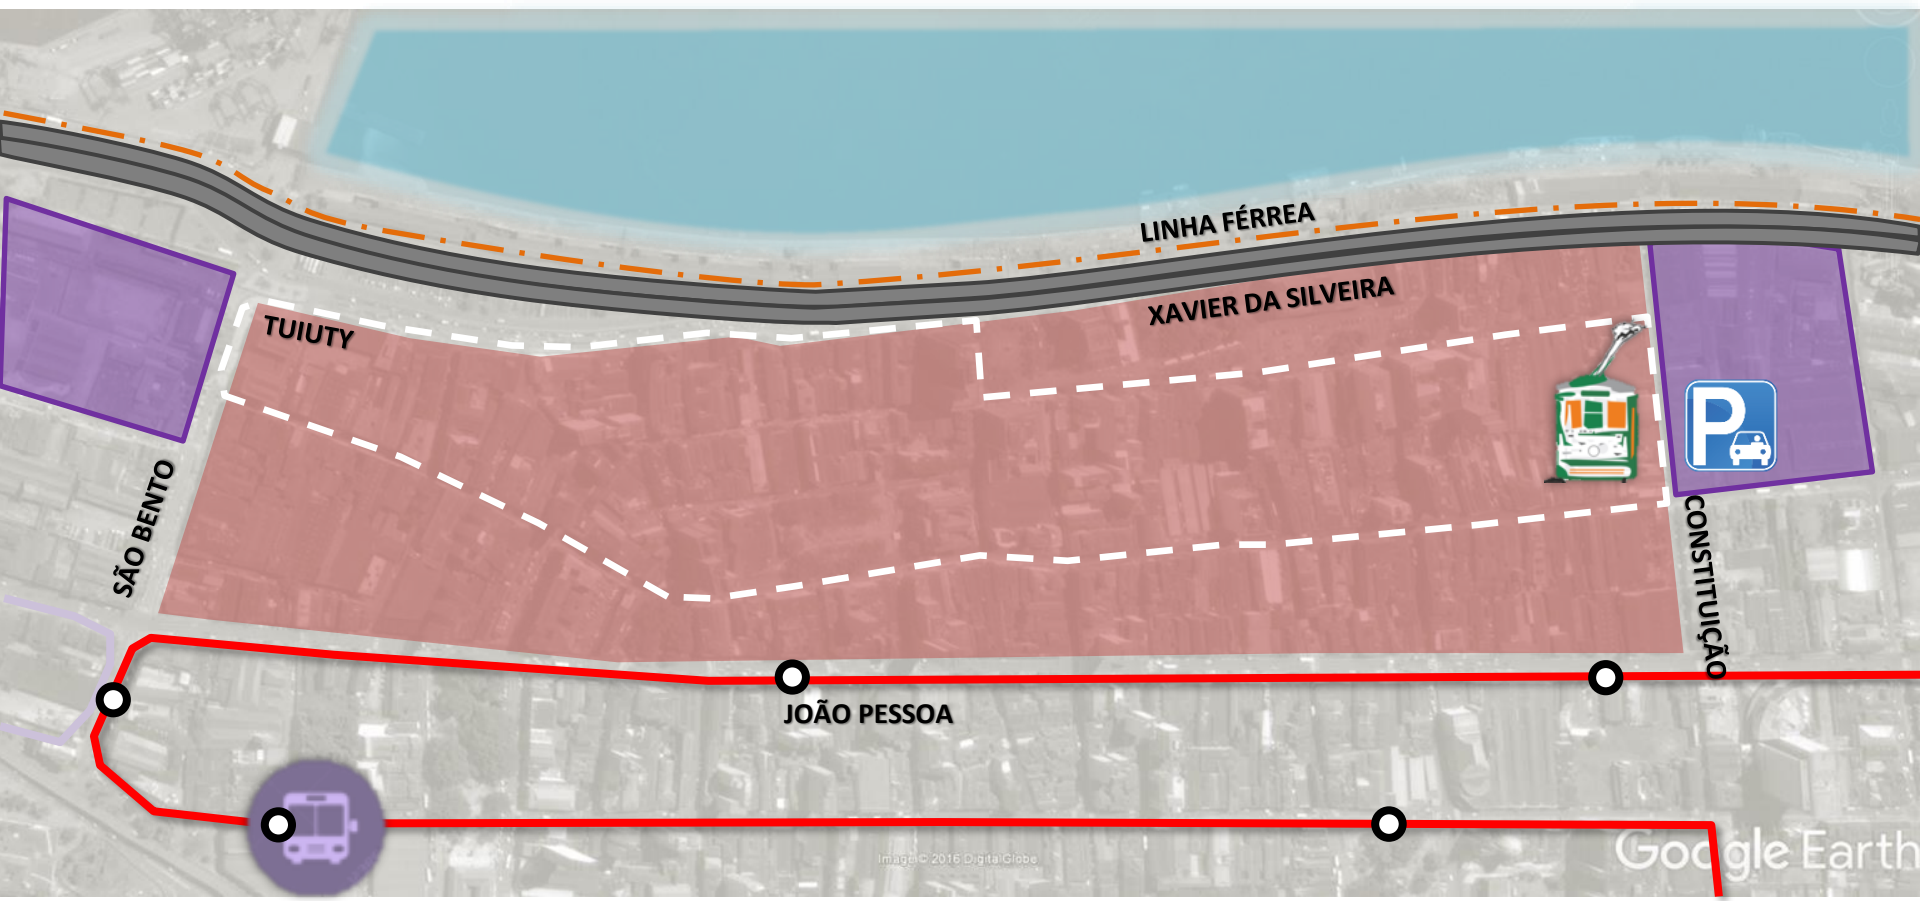 LINHA FÉRREA
XAVIER DA SILVEIRA
TUIUTY
P
SÃO BENTO
CONSTITUIÇÃO
JOÃO PESSOA
Google Earth
Image © 2016 DigitalGlobe